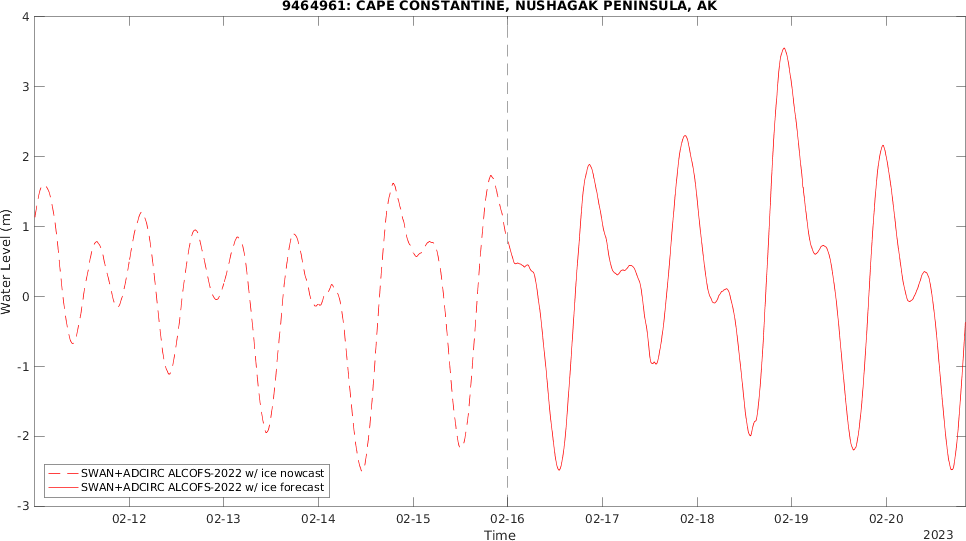 9464961: CAPE CONSTANTINE, NUSHAGAK PENINSULA, AK
4
3
2
1
0
-1
-2
-3
Water Level (m)
SWAN+ADCIRC ALCOFS-2022 w/ ice nowcast
SWAN+ADCIRC ALCOFS-2022 w/ ice forecast
02-12 02-13 02-14 02-15 02-16 02-17 02-18 02-19 02-20
Time
2023